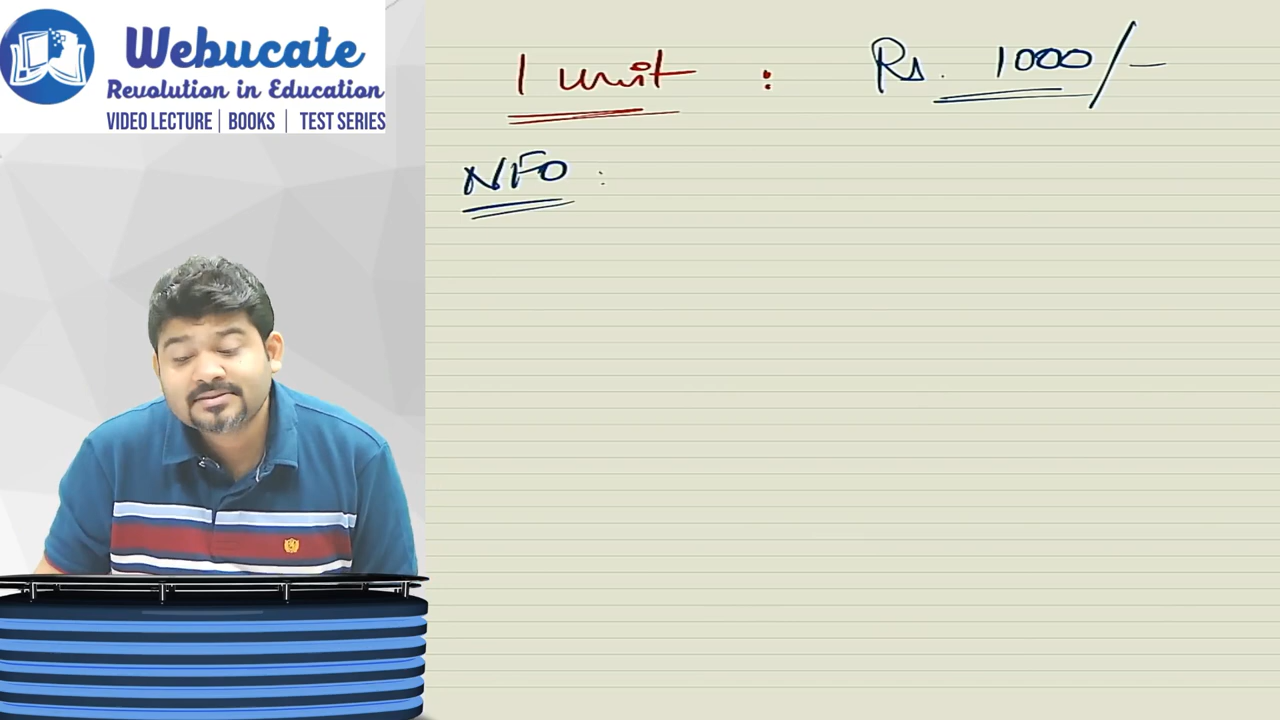 Webucate
Revolution in Education
VIDEO LECTURE | BOOKS | TEST SERIES
1 unit : Rs. 1000/-
NFO :